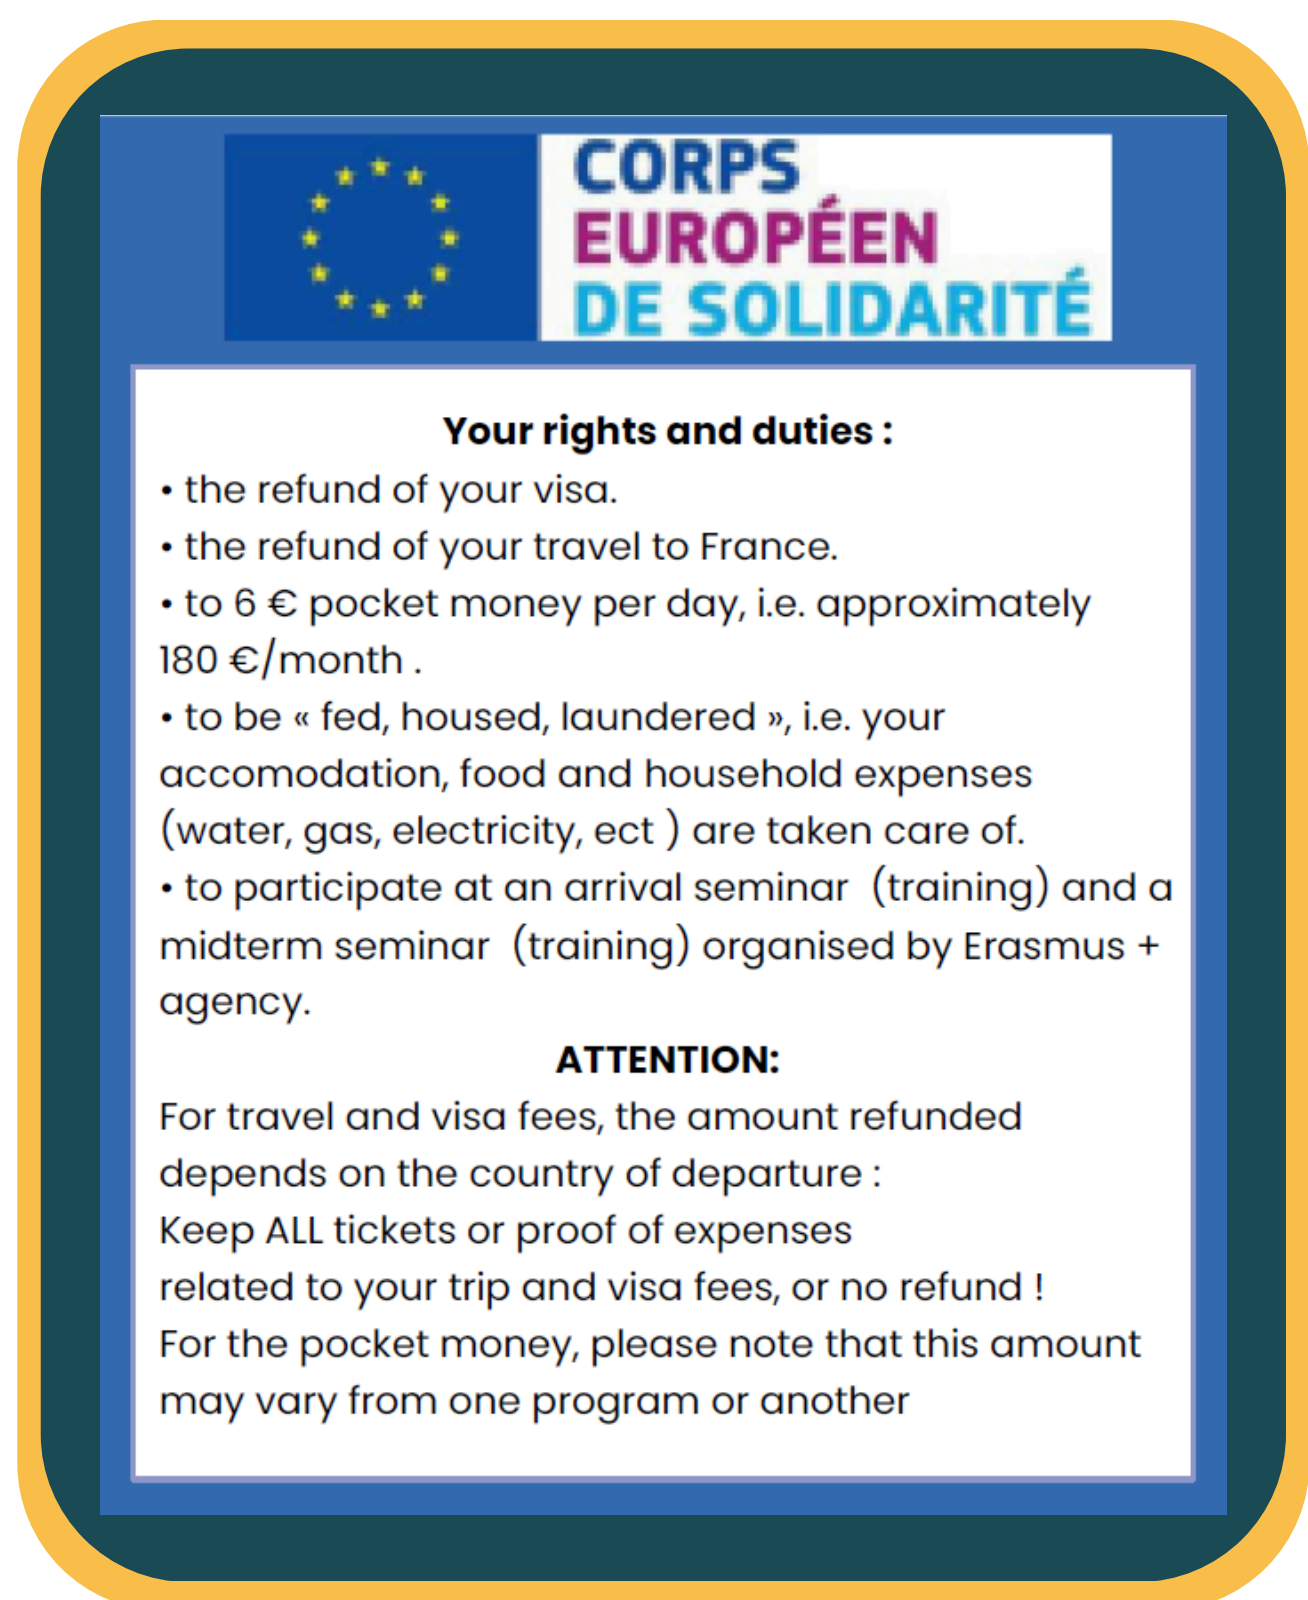 CORPS
EUROPÉEN
DE SOLIDARITÉ
Your rights and duties :
• the refund of your visa.
• the refund of your travel to France.
• to 6 € pocket money per day, i.e. approximately
180 €/month .
• to be « fed, housed, laundered », i.e. your
accomodation, food and household expenses
(water, gas, electricity, ect ) are taken care of.
• to participate at an arrival seminar (training) and a
midterm seminar (training) organised by Erasmus +
agency.
ATTENTION:
For travel and visa fees, the amount refunded
depends on the country of departure :
Keep ALL tickets or proof of expenses
related to your trip and visa fees, or no refund !
For the pocket money, please note that this amount
may vary from one program or another